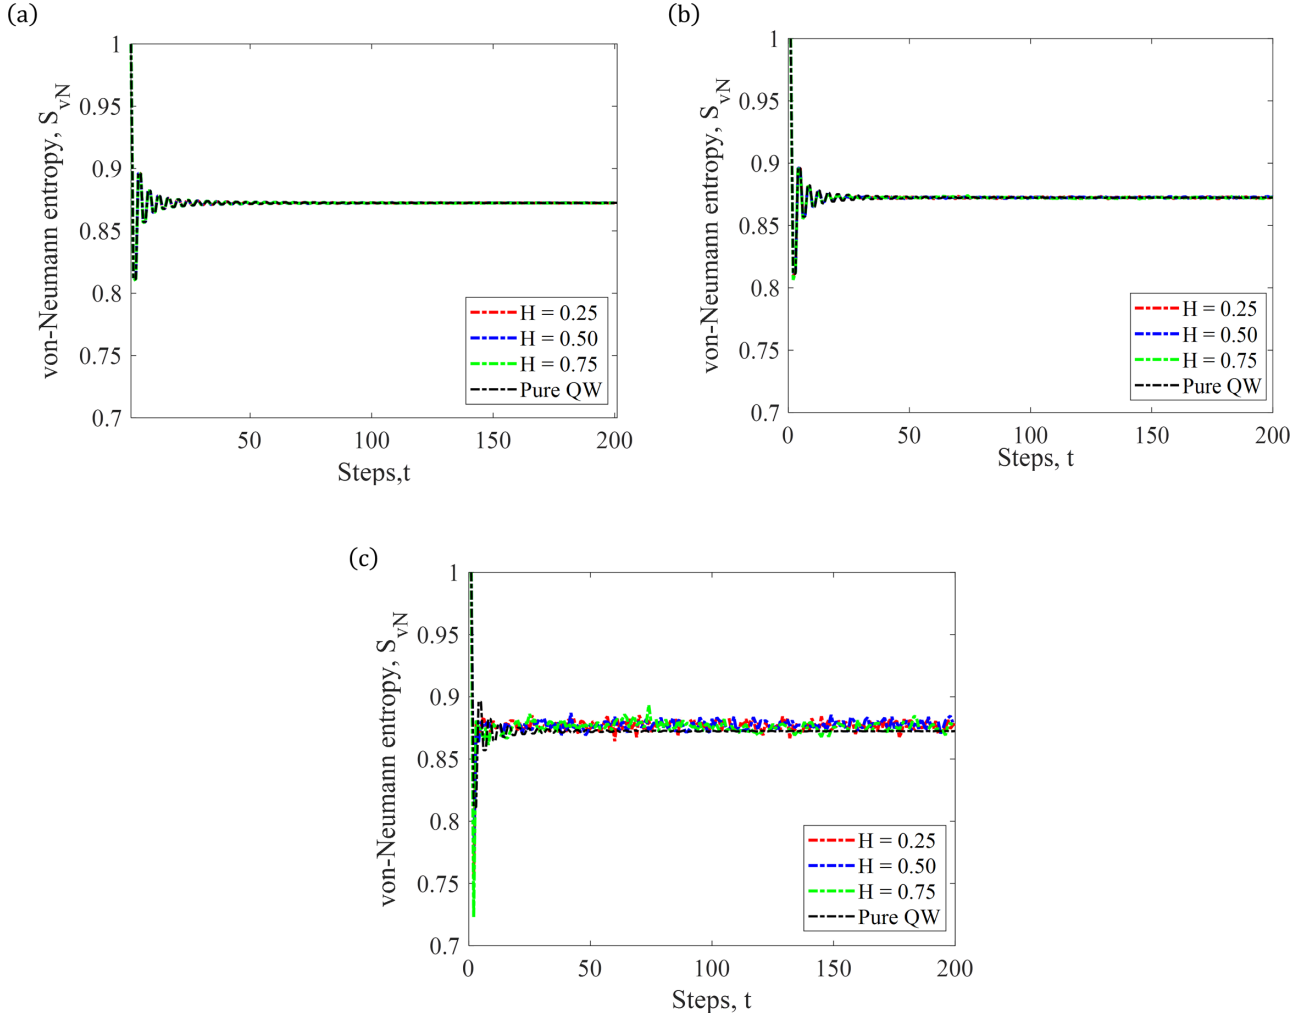 (a)
von-Neumann entropy, S_vN
1
0.95
0.9
0.85
0.8
0.75
0.7
50
100
150
200
Steps,t
H = 0.25
H = 0.50
H = 0.75
Pure QW
(b)
von-Neumann entropy, S_vN
1
0.95
0.9
0.85
0.8
0.75
0.7
0
50
100
150
200
Steps, t
H = 0.25
H = 0.50
H = 0.75
Pure QW
(c)
von-Neumann entropy, S_vN
1
0.95
0.9
0.85
0.8
0.75
0.7
0
50
100
150
200
Steps, t
H = 0.25
H = 0.50
H = 0.75
Pure QW